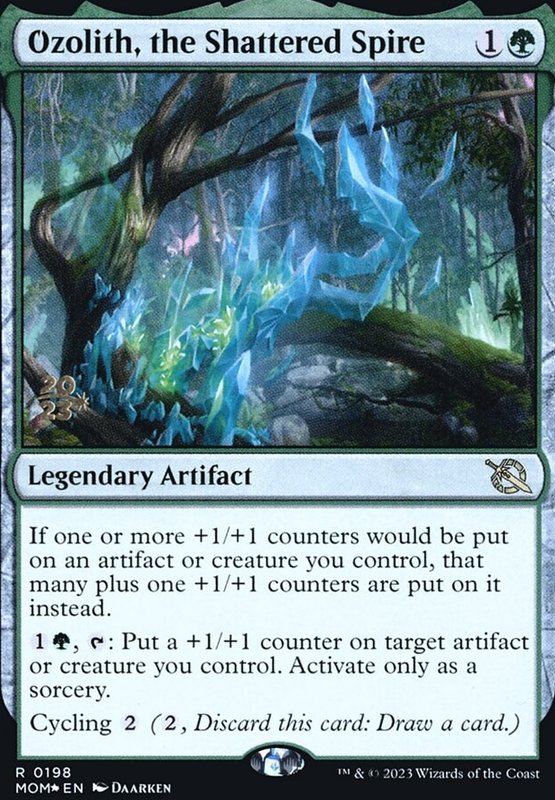 Ozolith, the Shattered Spire 1
20
23
Legendary Artifact
If one or more +1/+1 counters would be put
on an artifact or creature you control, that
many plus one +1/+1 counters are put on it
instead.
1 , : Put a +1/+1 counter on target artifact
or creature you control. Activate only as a
sorcery.
Cycling 2 (2, Discard this card: Draw a card.)
R 0198
MOM★EN DAARKEN
™ & © 2023 Wizards of the Coast